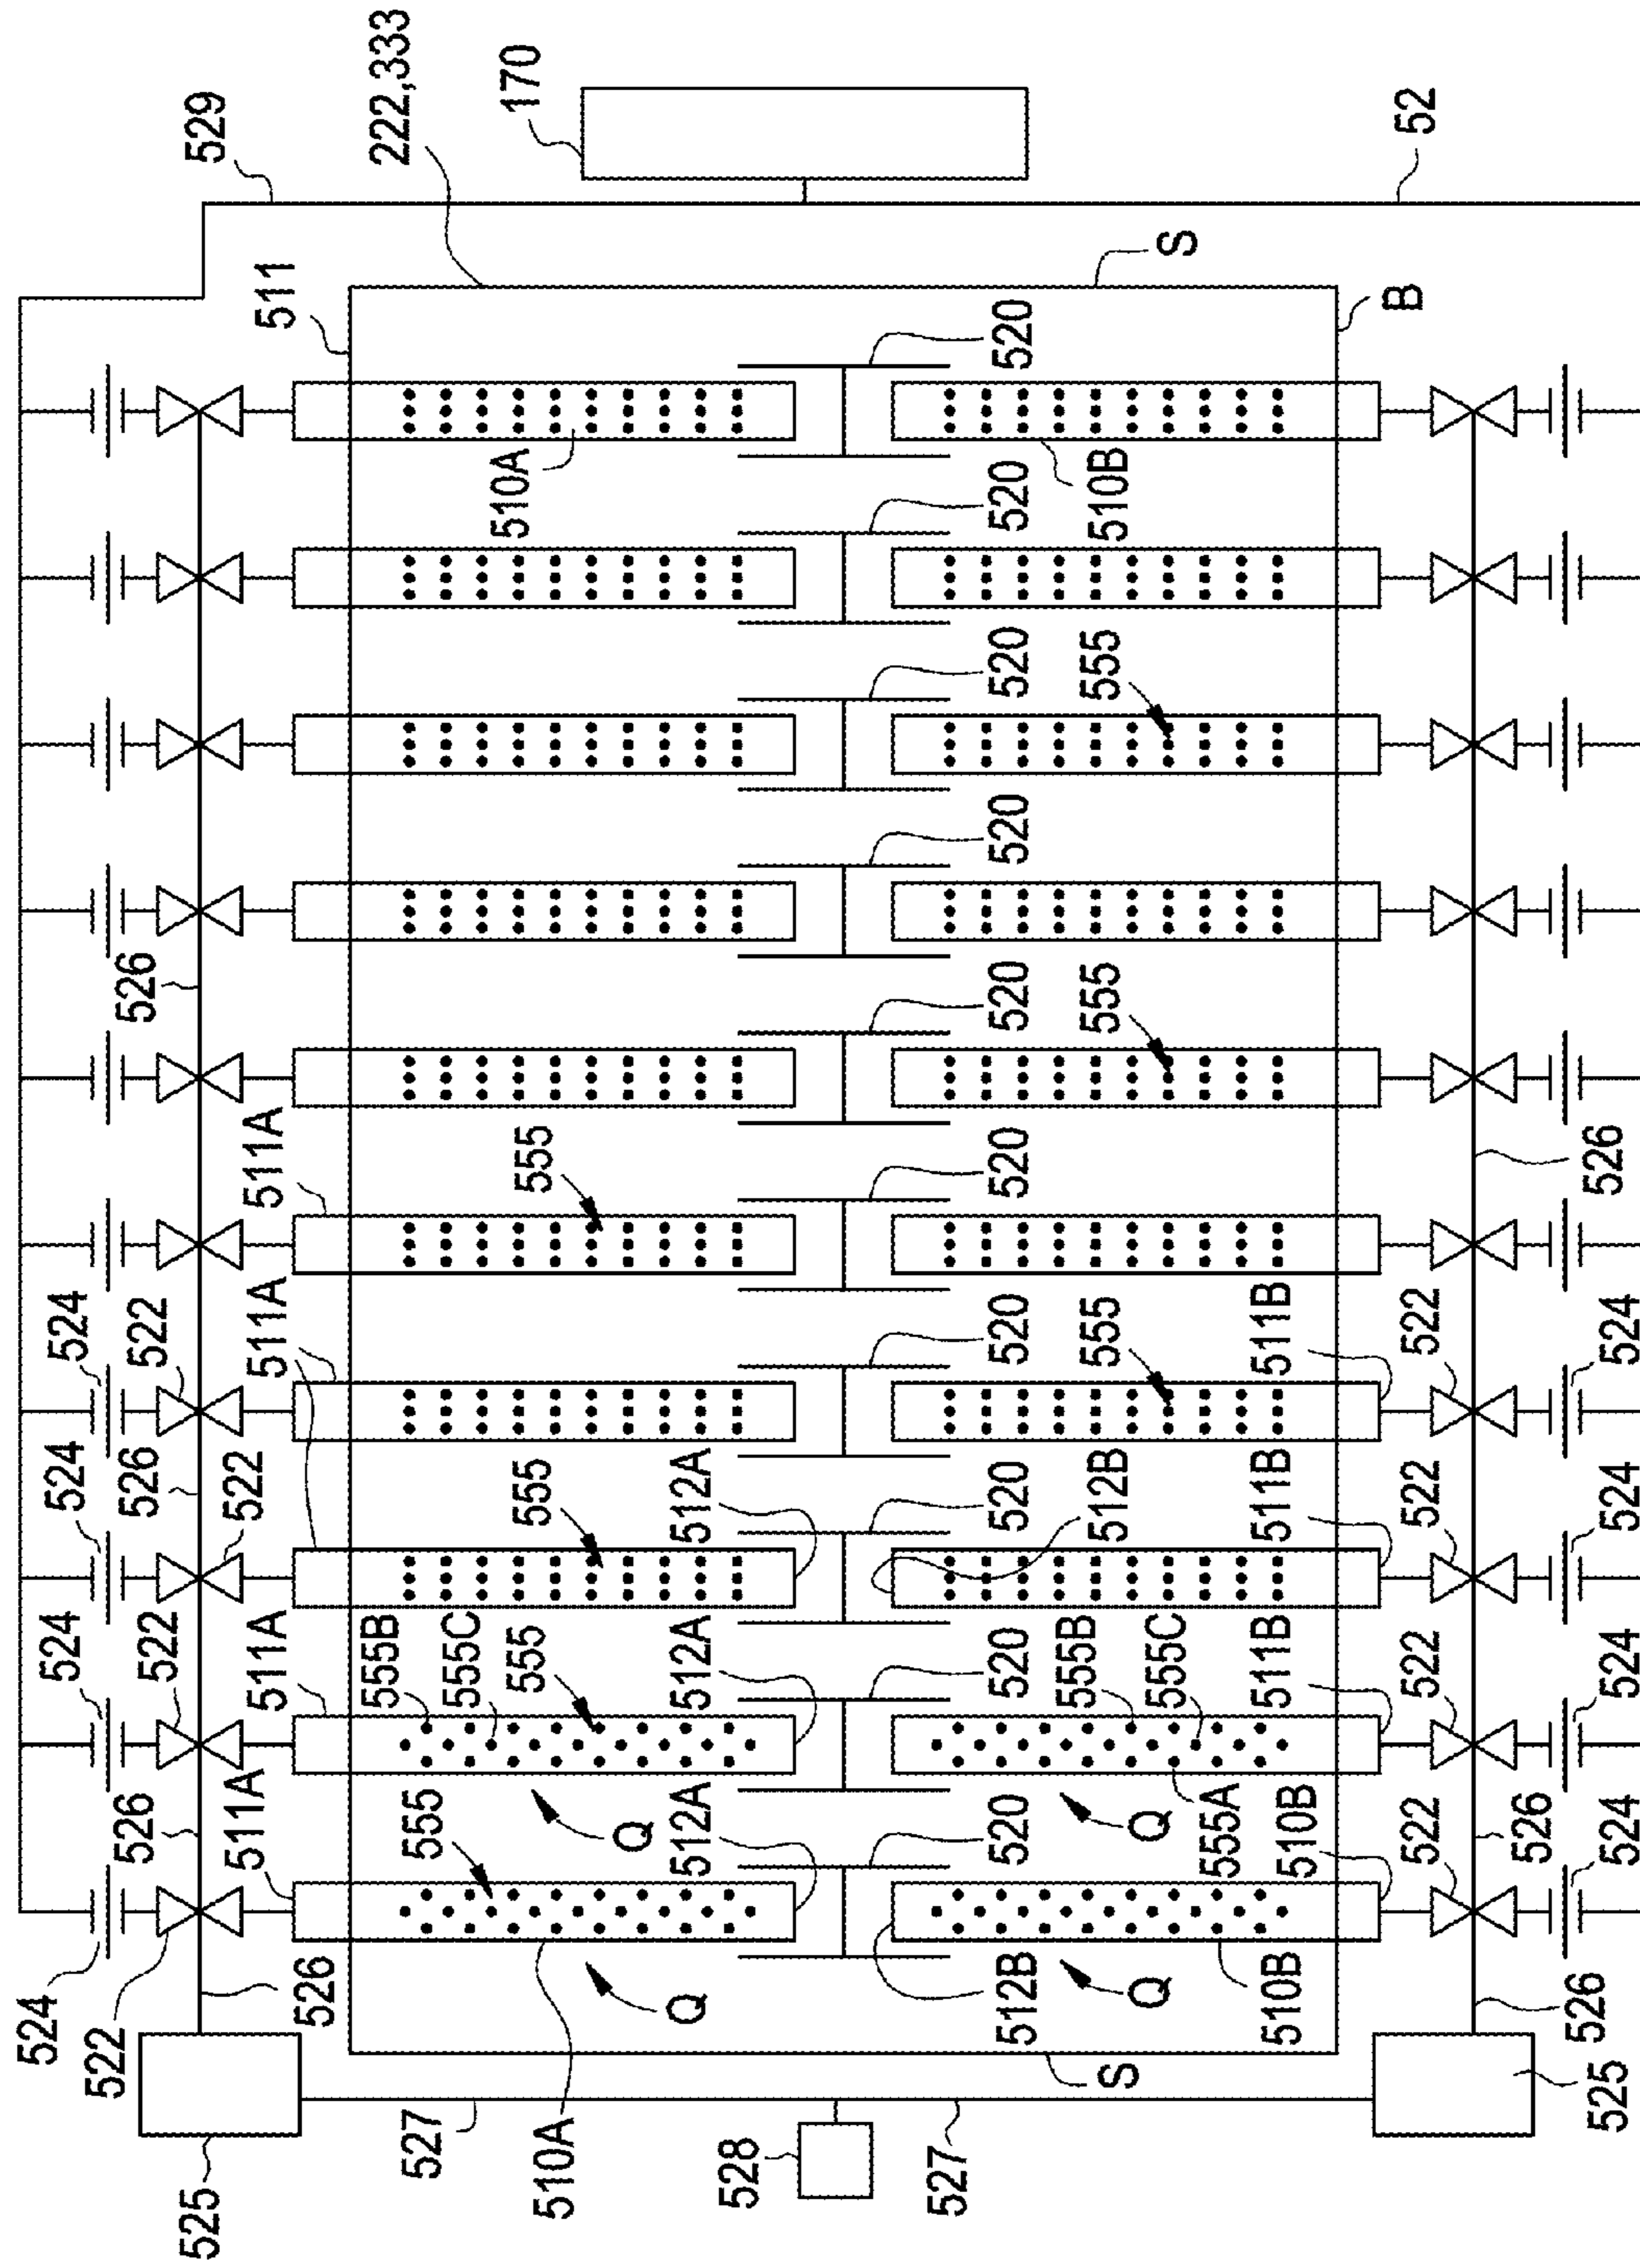 524
524 524 524
522
526 526 526
522 522
525 529
522
511A 511A 511A 511A 511
526
555B 222,333
527 555
555C
510A 170
555 555 555
510A
Q
Q 512A 512A 512A
528
527
512B 520 520 520 520 520 520 520 520 520 520
555B
S 512B 555 555 555 510B
Q Q
555C
S
555A
510B 510B 511B 511B 511B
B
522 522 522 522 52
526
526
525 526
524 524 524 524